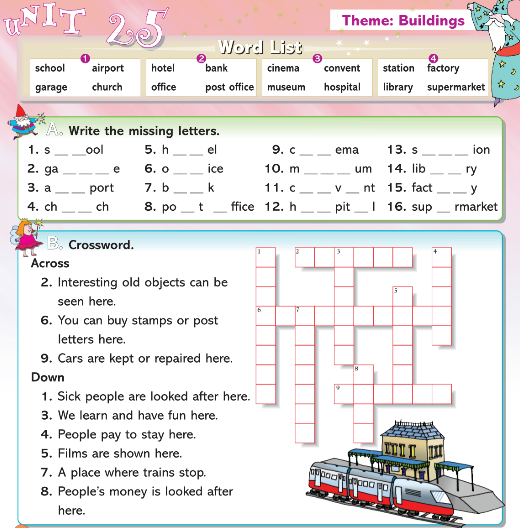 UNIT 25
Theme: Buildings
Word List
1 2 3 4
school airport hotel bank cinema convent station factory
garage church office post office museum hospital library supermarket
A. Write the missing letters.
1. s __ __ool 5. h __ __ el 9. c __ __ ema 13. s __ __ ion
2. ga __ __ e 6. o __ __ ice 10. m __ __ um 14. lib __ __ ry
3. a __ __ port 7. b __ __ k 11. c __ __ v __ nt 15. fact __ __ y
4. ch __ __ ch 8. po __ t __ ffice 12. h __ __ pit __ l 16. sup __ rmarket
B. Crossword.
Across
2. Interesting old objects can be
seen here.
6. You can buy stamps or post
letters here.
9. Cars are kept or repaired here.
Down
1. Sick people are looked after here.
3. We learn and have fun here.
4. People pay to stay here.
5. Films are shown here.
7. A place where trains stop.
8. People's money is looked after
here.
1 2 3 4
5
6 7
8
9